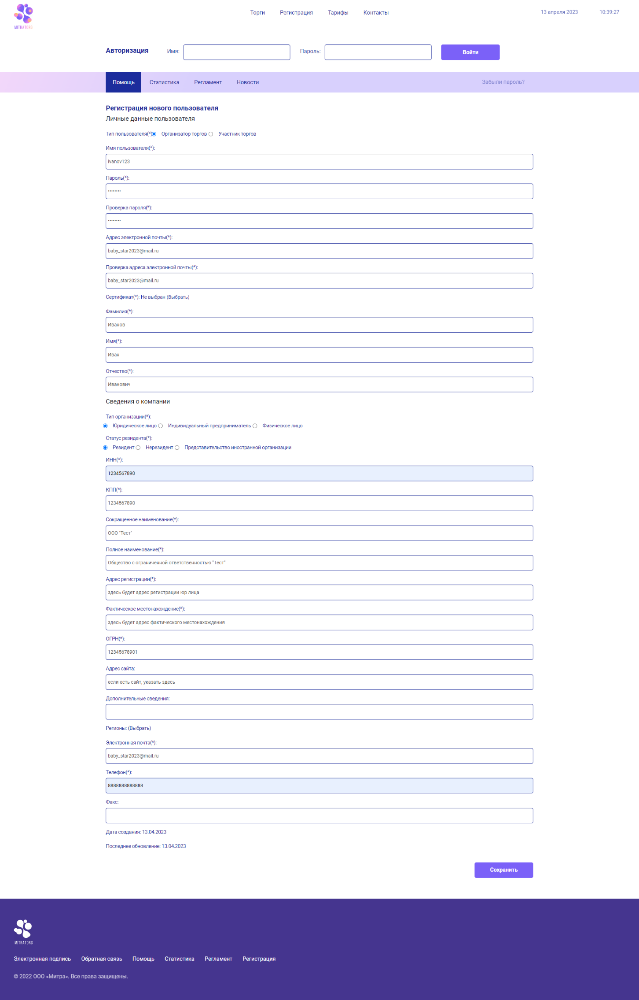 MITRATORG
Торги Регистрация Тарифы Контакты
13 апреля 2023 10:39:27
Авторизация Имя: Пароль: Войти
Помощь Статистика Регламент Новости Забыли пароль?
Регистрация нового пользователя
Личные данные пользователя
Тип пользователя(*) Организатор торгов Участник торгов
Имя пользователя(*):
ivanov123
Пароль(*):
••••••••
Проверка пароля(*):
••••••••
Адрес электронной почты(*):
baby_star2023@mail.ru
Проверка адреса электронной почты(*):
baby_star2023@mail.ru
Сертификат(*): Не выбран (Выбрать)
Фамилия(*):
Иванов
Имя(*):
Иван
Отчество(*):
Иванович
Сведения о компании
Тип организации(*):
Юридическое лицо Индивидуальный предприниматель Физическое лицо
Статус резидента(*):
Резидент Нерезидент Представительство иностранной организации
ИНН(*):
1234567890
КПП(*):
1234567890
Сокращенное наименование(*):
ООО "Тест"
Полное наименование(*):
Общество с ограниченной ответственностью "Тест"
Адрес регистрации(*):
здесь будет адрес регистрации юр лица
Фактическое местонахождение(*):
здесь будет адрес фактического местонахождения
ОГРН(*):
12345678901
Адрес сайта:
если есть сайт, указать здесь
Дополнительные сведения:
Регионы: (Выбрать)
Электронная почта(*):
baby_star2023@mail.ru
Телефон(*):
8888888888888
Факс:
Дата создания: 13.04.2023
Последнее обновление: 13.04.2023
Сохранить
MITRATORG
Электронная подпись Обратная связь Помощь Статистика Регламент Регистрация
© 2022 ООО «Митра». Все права защищены.